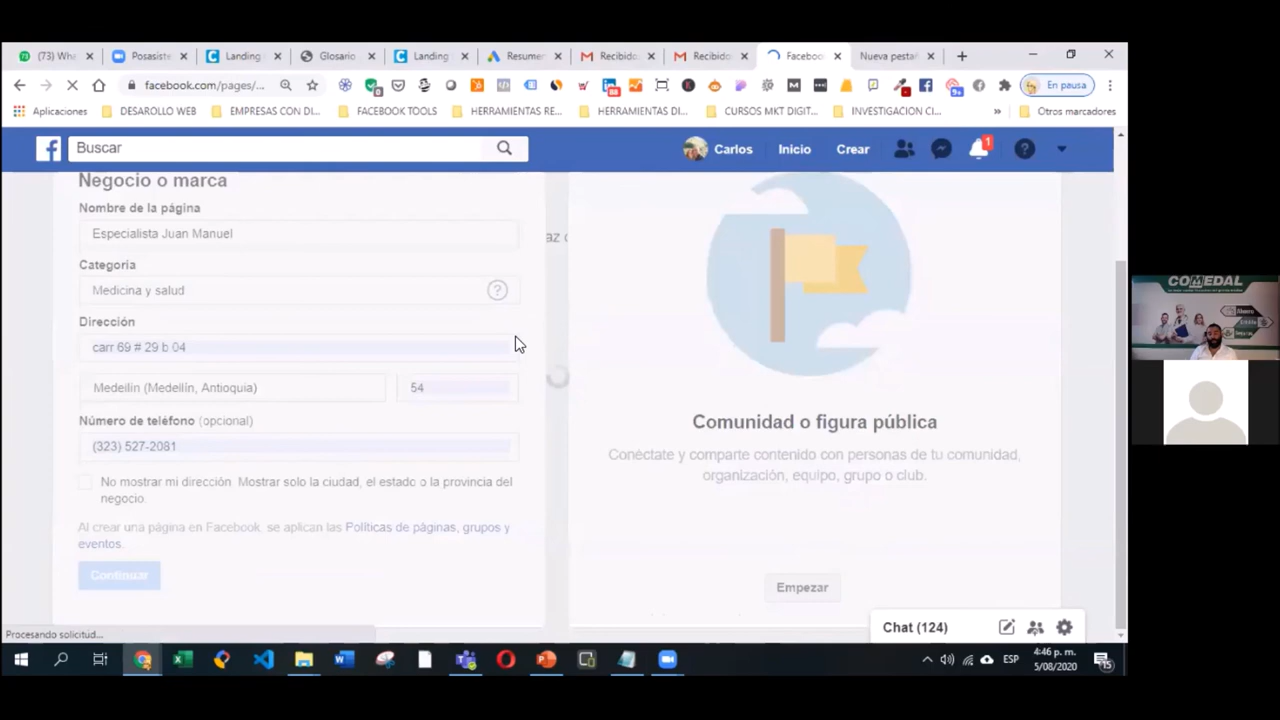 (73) Wha
Posasiste
Landing
Glosario
Landing
Resumen
Recibido
Recibido
Facebo
Nueva pestañ
facebook.com/pages/...
En pausa
Aplicaciones
DESAROLLO WEB
EMPRESAS CON DI...
FACEBOOK TOOLS
HERRAMIENTAS RE...
HERRAMIENTAS DI...
CURSOS MKT DIGIT...
INVESTIGACION CI...
Otros marcadores
Buscar
Carlos
Inicio
Crear
1
Negocio o marca
Nombre de la página
Especialista Juan Manuel
Categoría
Medicina y salud
Dirección
carr 69 # 29 b 04
Medellín (Medellín, Antioquia)
54
Número de teléfono (opcional)
(323) 527-2081
No mostrar mi dirección. Mostrar solo la ciudad, el estado o la provincia del
negocio.
Al crear una página en Facebook, se aplican las Políticas de páginas, grupos y
eventos.
Continuar
Comunidad o figura pública
Conéctate y comparte contenido con personas de tu comunidad,
organización, equipo, grupo o club.
Empezar
Chat (124)
Procesando solicitud...
ESP
4:46 p. m.
5/08/2020
15
COMEDAL
Ahorro